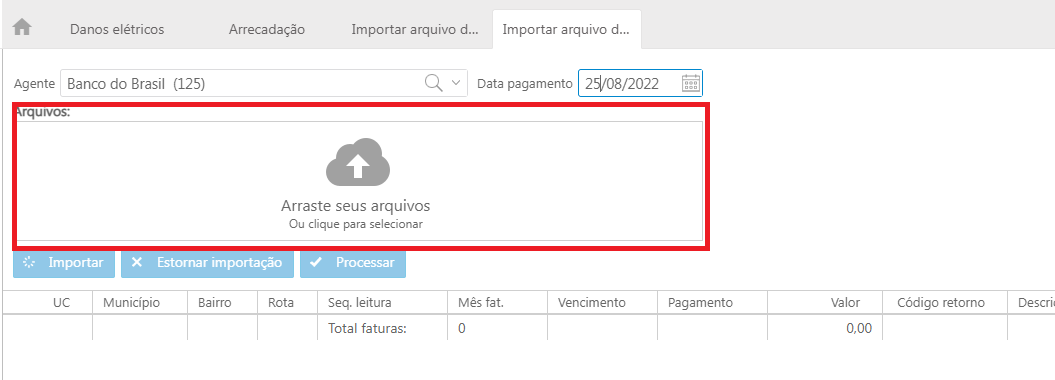 Danos elétricos Arrecadação Importar arquivo d... Importar arquivo d...
Agente Banco do Brasil (125) Data pagamento 25/08/2022
Arquivos:
Arraste seus arquivos
Ou clique para selecionar
Importar Estornar importação Processar
UC Município Bairro Rota Seq. leitura Mês fat. Vencimento Pagamento Valor Código retorno Descri
Total faturas: 0 0,00